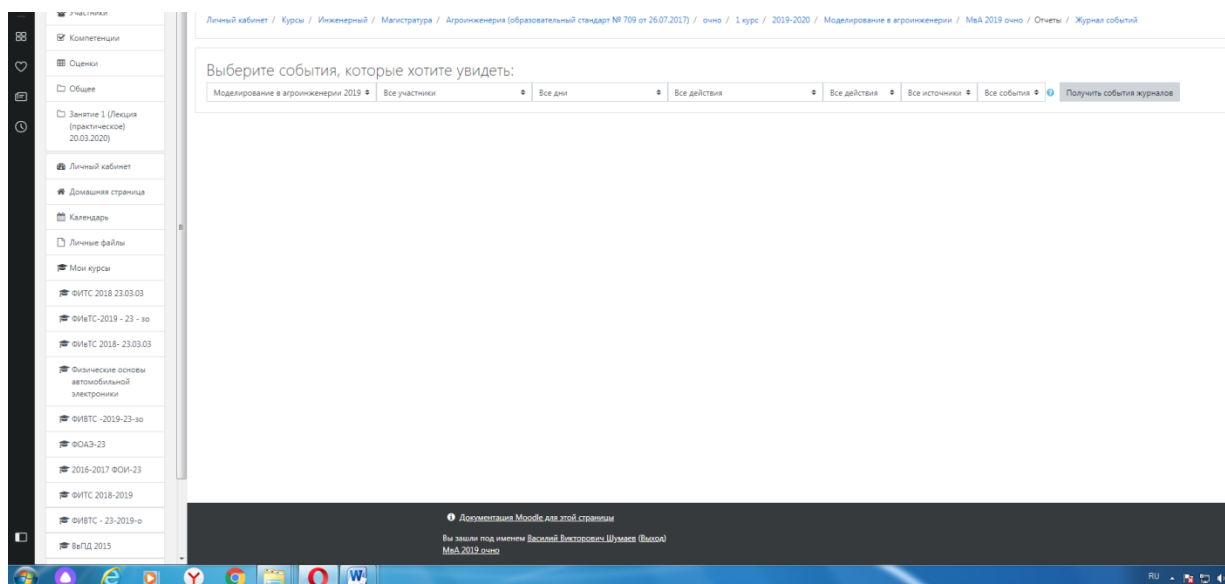 Участники
Компетенции
Оценки
Общее
Занятие 1 (Лекция
(практическое)
20.03.2020)
Личный кабинет
Домашняя страница
Календарь
Личные файлы
Мои курсы
ФИТС 2018 23.03.03
ФИвТС-2019 - 23 - зо
ФИвТС 2018- 23.03.03
Физические основы
автомобильной
электроники
ФИВТС -2019-23-зо
ФОАЭ-23
2016-2017 ФОИ-23
ФИТС 2018-2019
ФИВТС - 23-2019-о
ВвПД 2015
Личный кабинет / Курсы / Инженерный / Магистратура / Агроинженерия (образовательный стандарт № 709 от 26.07.2017) / очно / 1 курс / 2019-2020 / Моделирование в агроинженерии / МвА 2019 очно / Отчеты / Журнал событий
Выберите события, которые хотите увидеть:
Моделирование в агроинженерии 2019 Все участники Все дни Все действия Все действия Все источники Все события Получить события журналов
Документация Moodle для этой страницы
Вы зашли под именем Василий Викторович Шумаев (Выход)
МвА 2019 очно
RU